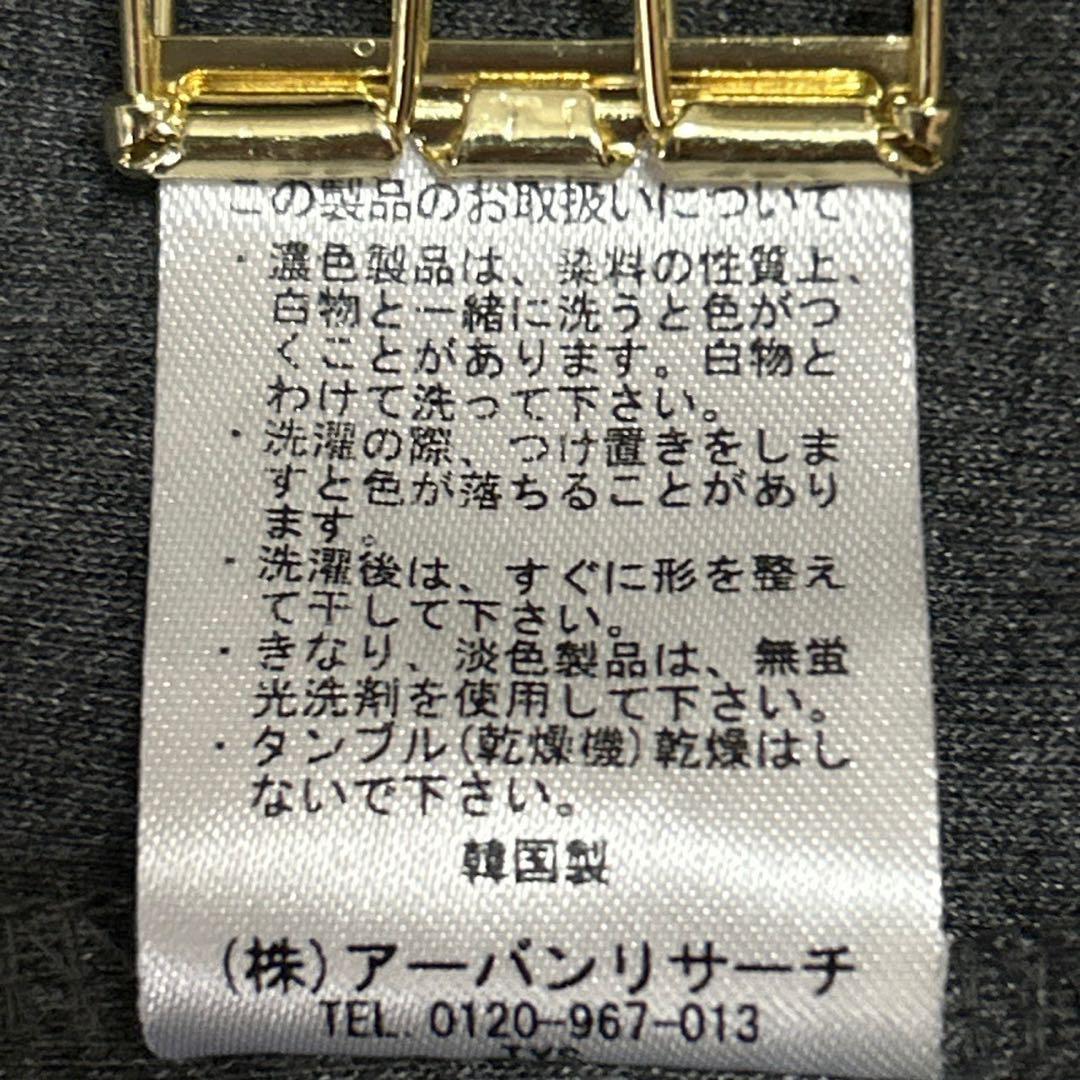 この製品のお取扱いについて
・濃色製品は、染料の性質上、
白物と一緒に洗うと色がつ
くことがあります。白物と
わけて洗って下さい。
・洗濯の際、つけ置きをしま
すと色が落ちることがあり
ます。
・洗濯後は、すぐに形を整え
て干して下さい。
・きなり、淡色製品は、無蛍
光洗剤を使用して下さい。
・タンブル(乾燥機)乾燥はし
ないで下さい。
韓国製
(株)アーバンリサーチ
TEL. 0120-967-013